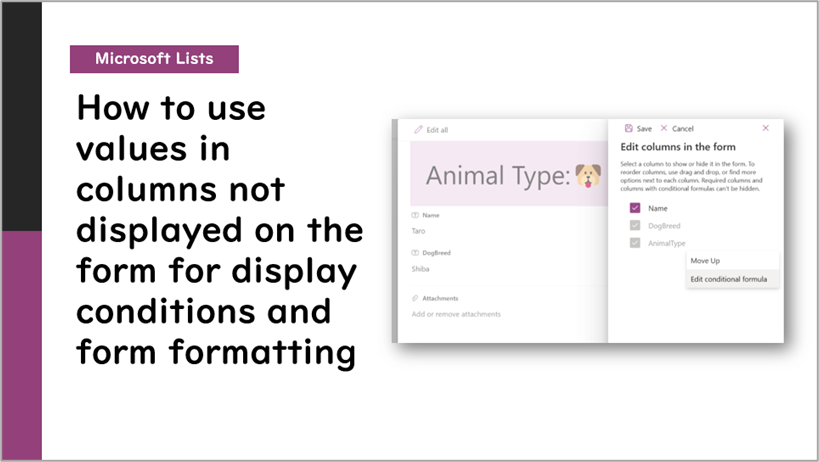 Microsoft Lists
How to use
values in
columns not
displayed on the
form for display
conditions and
form formatting
Edit all
Animal Type:🐶
Name
Taro
DogBreed
Shiba
Attachments
Add or remove attachments
Save Cancel
Edit columns in the form
Select a column to show or hide it in the form. To
reorder columns, use drag and drop, or find more
options next to each column. Required columns and
columns with conditional formulas can't be hidden.
Name
DogBreed
AnimalType
Move Up
Edit conditional formula